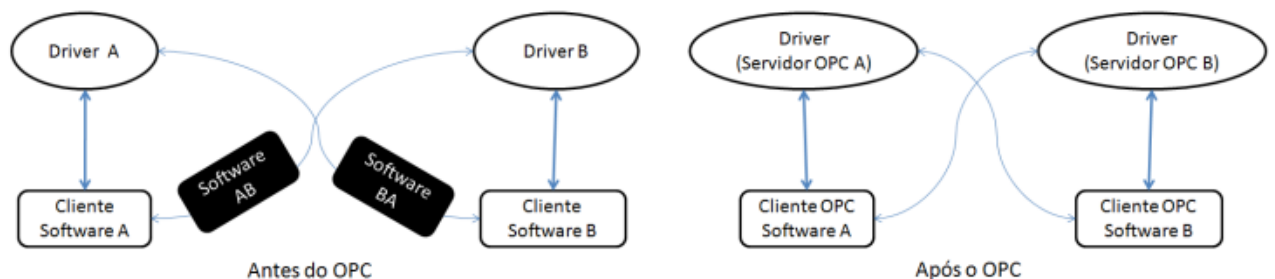 Driver A
Driver B
Software
AB
Software
BA
Cliente
Software A
Cliente
Software B
Antes do OPC
Driver
(Servidor OPC A)
Driver
(Servidor OPC B)
Cliente OPC
Software A
Cliente OPC
Software B
Após o OPC